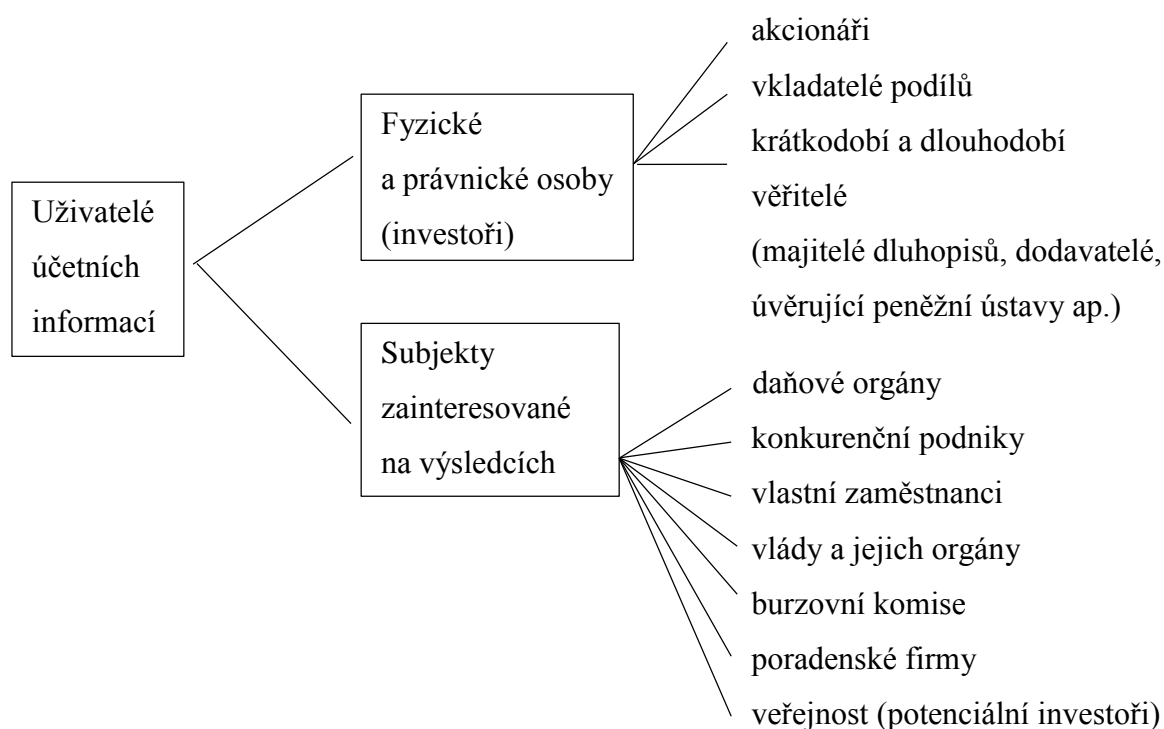 Uživatelé
účetních
informací
Fyzické
a právnické osoby
(investoři)
akcionáři
vkladatelé podílů
krátkodobí a dlouhodobí
věřitelé
(majitelé dluhopisů, dodavatelé,
úvěrující peněžní ústavy ap.)
Subjekty
zainteresované
na výsledcích
daňové orgány
konkurenční podniky
vlastní zaměstnanci
vlády a jejich orgány
burzovní komise
poradenské firmy
veřejnost (potenciální investoři)